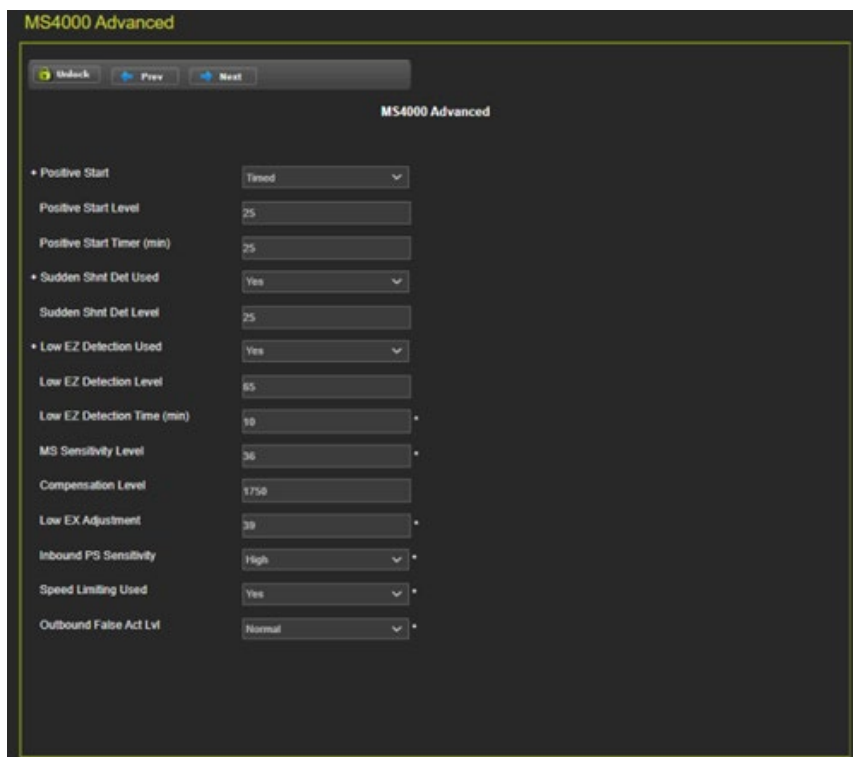 MS4000 Advanced
Unlock Prev Next
MS4000 Advanced
+ Positive Start Timed
Positive Start Level 25
Positive Start Timer (min) 25
+ Sudden Shnt Det Used Yes
Sudden Shnt Det Level 25
+ Low EZ Detection Used Yes
Low EZ Detection Level 65
Low EZ Detection Time (min) 10 *
MS Sensitivity Level 36 *
Compensation Level 1750
Low EX Adjustment 39 *
Inbound PS Sensitivity High *
Speed Limiting Used Yes *
Outbound False Act Lvl Normal *